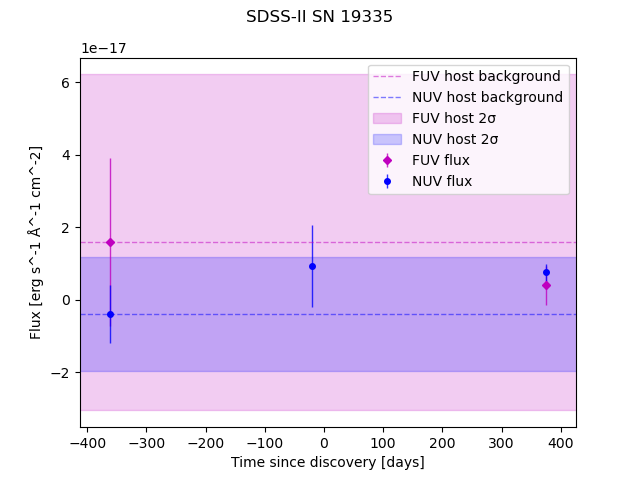 SDSS-II SN 19335
1e−17
FUV host background
NUV host background
FUV host 2σ
NUV host 2σ
FUV flux
NUV flux
6
4
2
0
−2
Flux [erg s^-1 Å^-1 cm^-2]
−400 −300 −200 −100 0 100 200 300 400
Time since discovery [days]